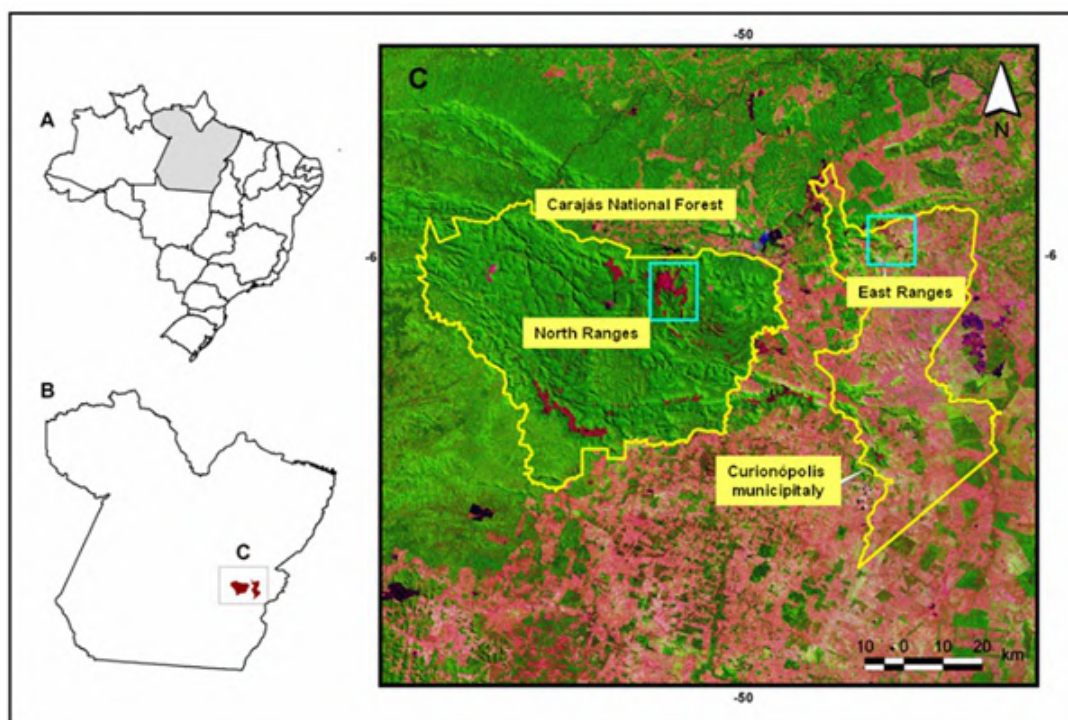 -50
C
N
A
Carajás National Forest
-6
-6
East Ranges
North Ranges
B
Curionópolis
municipitaly
C
10 0 10 20
km
-50